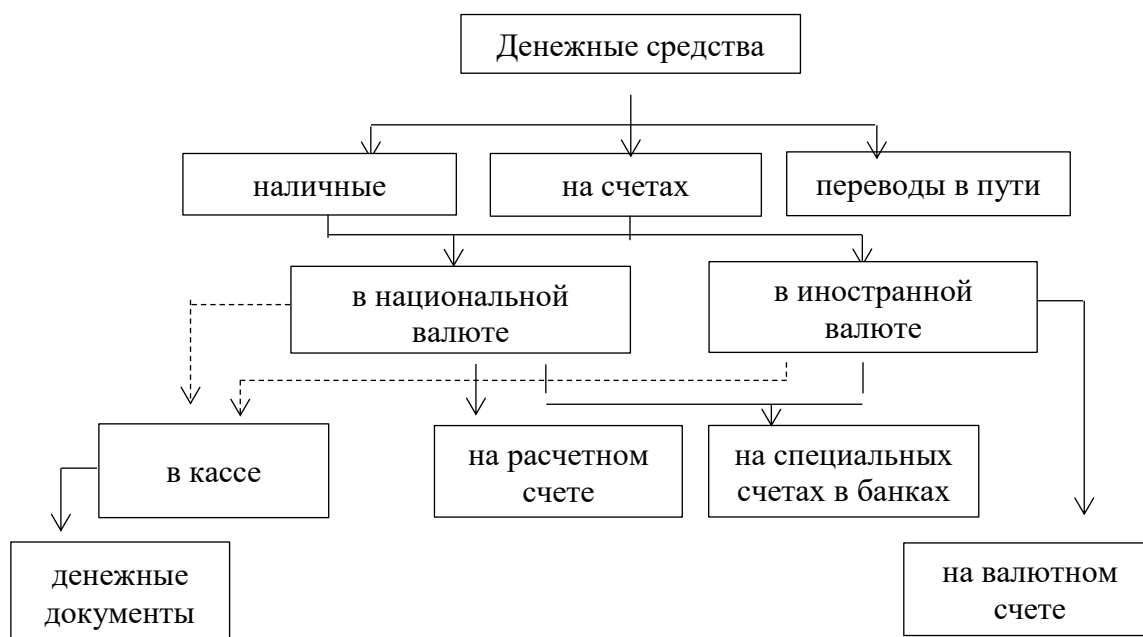 Денежные средства
наличные
на счетах
переводы в пути
в национальной
валюте
в иностранной
валюте
в кассе
на расчетном
счете
на специальных
счетах в банках
денежные
документы
на валютном
счете